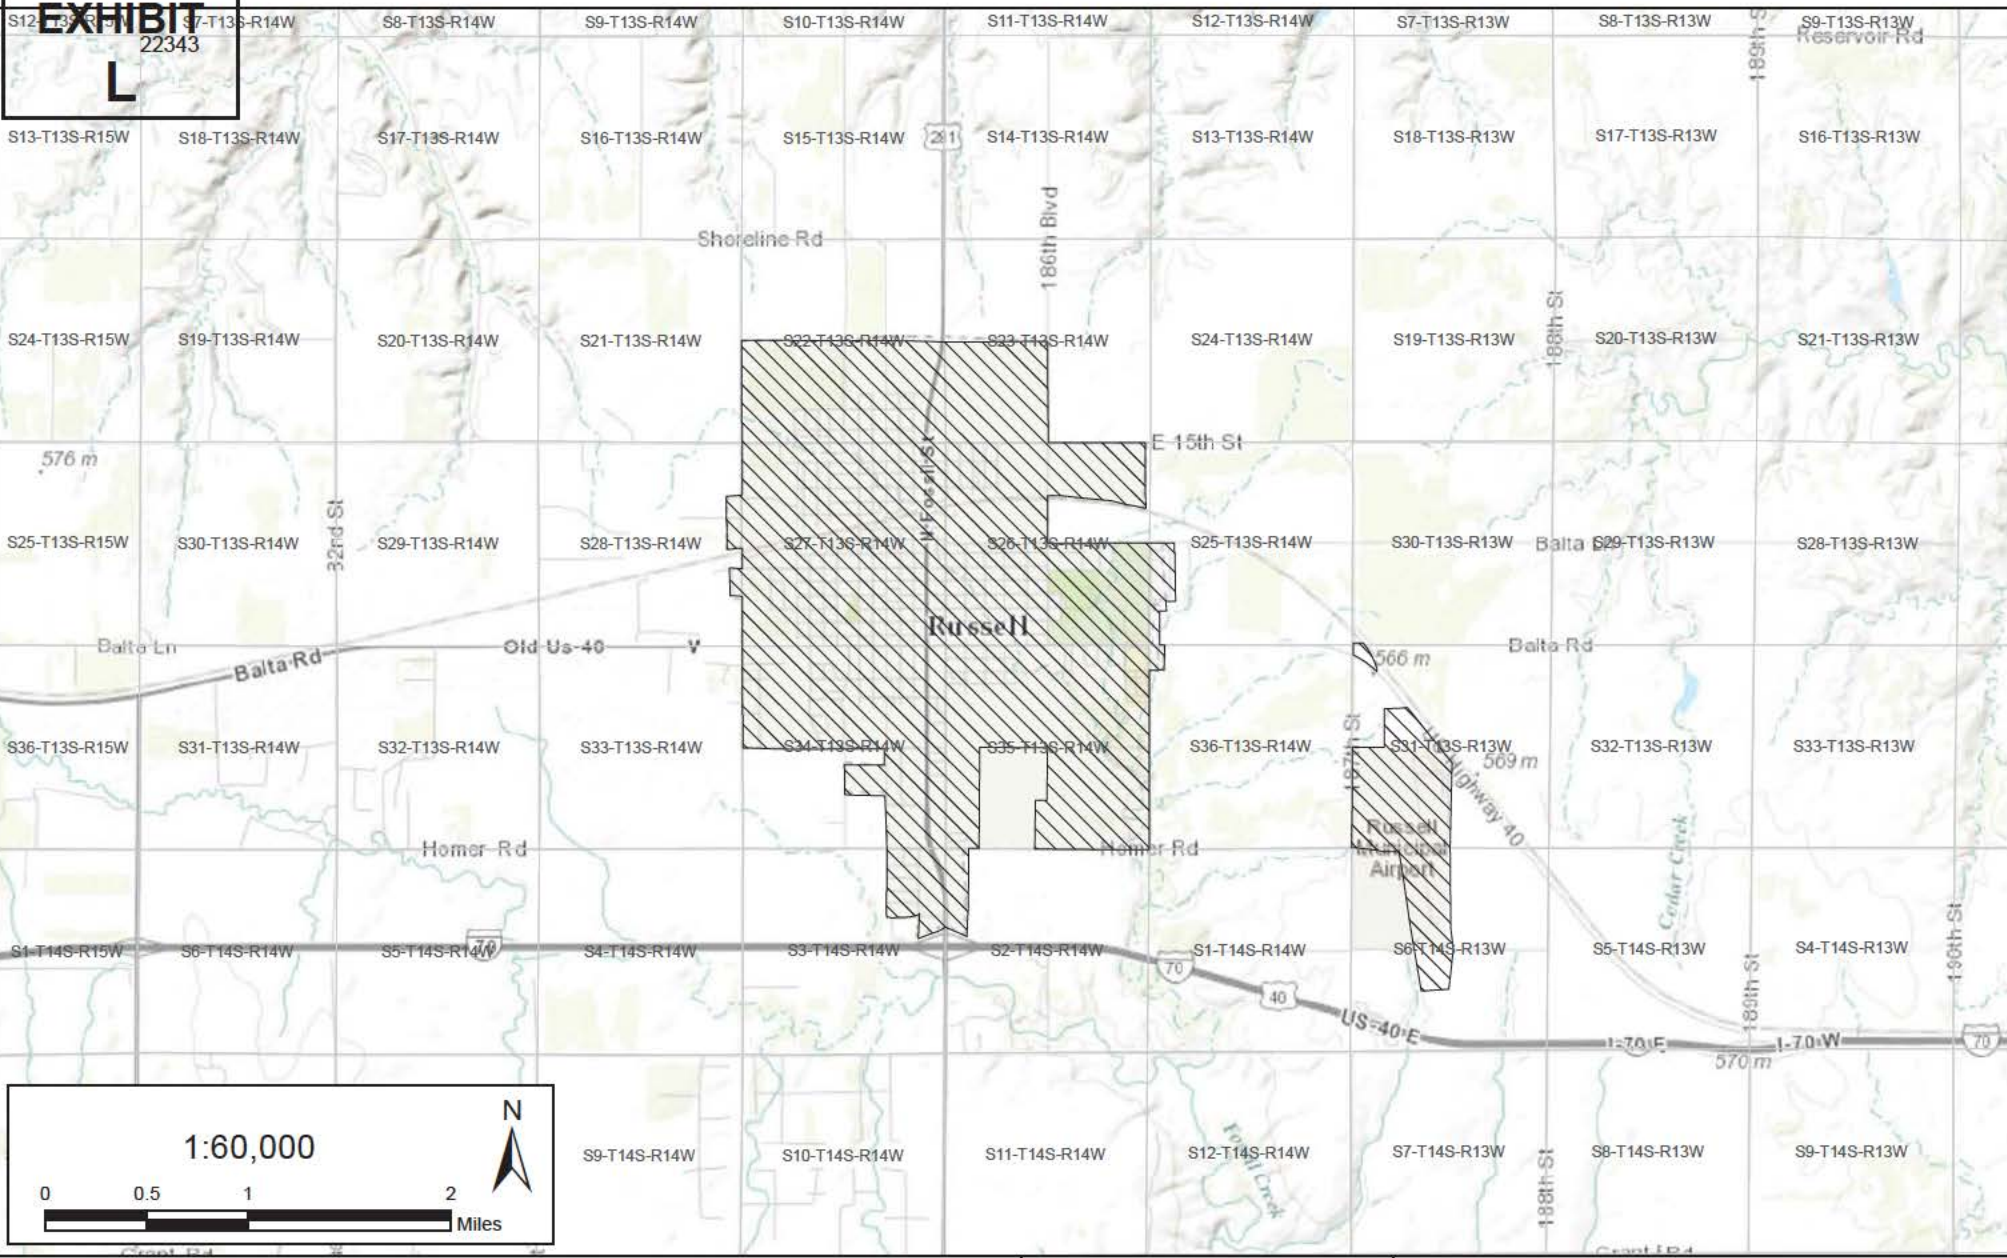 EXHIBIT
22343
L
S7-T13S-R14W S8-T13S-R14W S9-T13S-R14W S10-T13S-R14W S11-T13S-R14W S12-T13S-R14W S7-T13S-R13W S8-T13S-R13W S9-T13S-R13W
Reservoir Rd
189th St
S13-T13S-R15W S18-T13S-R14W S17-T13S-R14W S16-T13S-R14W S15-T13S-R14W 281 S14-T13S-R14W S13-T13S-R14W S18-T13S-R13W S17-T13S-R13W S16-T13S-R13W
186th Blvd
Shoreline Rd
188th St
S24-T13S-R15W S19-T13S-R14W S20-T13S-R14W S21-T13S-R14W S22-T13S-R14W S23-T13S-R14W S24-T13S-R14W S19-T13S-R13W S20-T13S-R13W S21-T13S-R13W
E 15th St
576 m
N Fossil St
182nd St
S25-T13S-R15W S30-T13S-R14W S29-T13S-R14W S28-T13S-R14W S27-T13S-R14W S26-T13S-R14W S25-T13S-R14W S30-T13S-R13W Balta S29-T13S-R13W S28-T13S-R13W
Russell
Balta Ln Balta Rd Old Us-40 V Balta Rd
566 m
187th St
S36-T13S-R15W S31-T13S-R14W S32-T13S-R14W S33-T13S-R14W S34-T13S-R14W S35-T13S-R14W S36-T13S-R14W S31-T13S-R13W S32-T13S-R13W S33-T13S-R13W
569 m
US Highway 40
Homer Rd Homer Rd
Russell
Municipal
Airport
Cedar Creek
190th St
S1-T14S-R15W S6-T14S-R14W S5-T14S-R14W 70 S4-T14S-R14W S3-T14S-R14W S2-T14S-R14W S1-T14S-R14W S6-T14S-R13W S5-T14S-R13W S4-T14S-R13W
70
40
189th St
US-40 E
I-70 E I-70 W 70
570 m
S9-T14S-R14W S10-T14S-R14W S11-T14S-R14W S12-T14S-R14W S7-T14S-R13W S8-T14S-R13W S9-T14S-R13W
Fossil Creek
188th St
N
1:60,000
0 0.5 1 2
Miles
Grant Rd Grant Rd